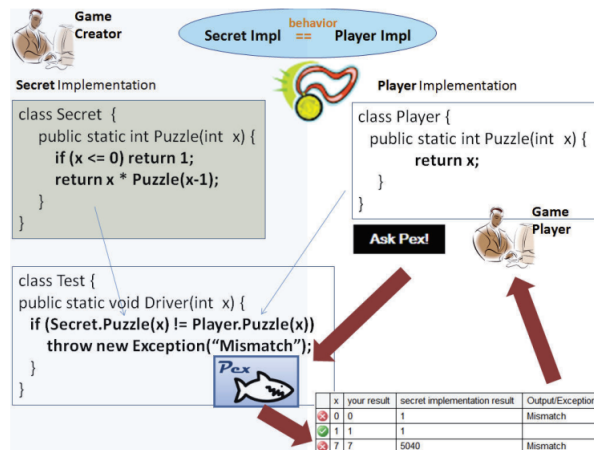 Game
Creator
behavior
Secret Impl == Player Impl
Secret Implementation
class Secret {
public static int Puzzle(int x) {
if (x <= 0) return 1;
return x * Puzzle(x-1);
}
}
Player Implementation
class Player {
public static int Puzzle(int x) {
return x;
}
}
Ask Pex!
Game
Player
class Test {
public static void Driver(int x) {
if (Secret.Puzzle(x) != Player.Puzzle(x))
throw new Exception("Mismatch");
}
}
Pex
x your result secret implementation result Output/Exception
0 0 1 Mismatch
1 1 1
7 7 5040 Mismatch